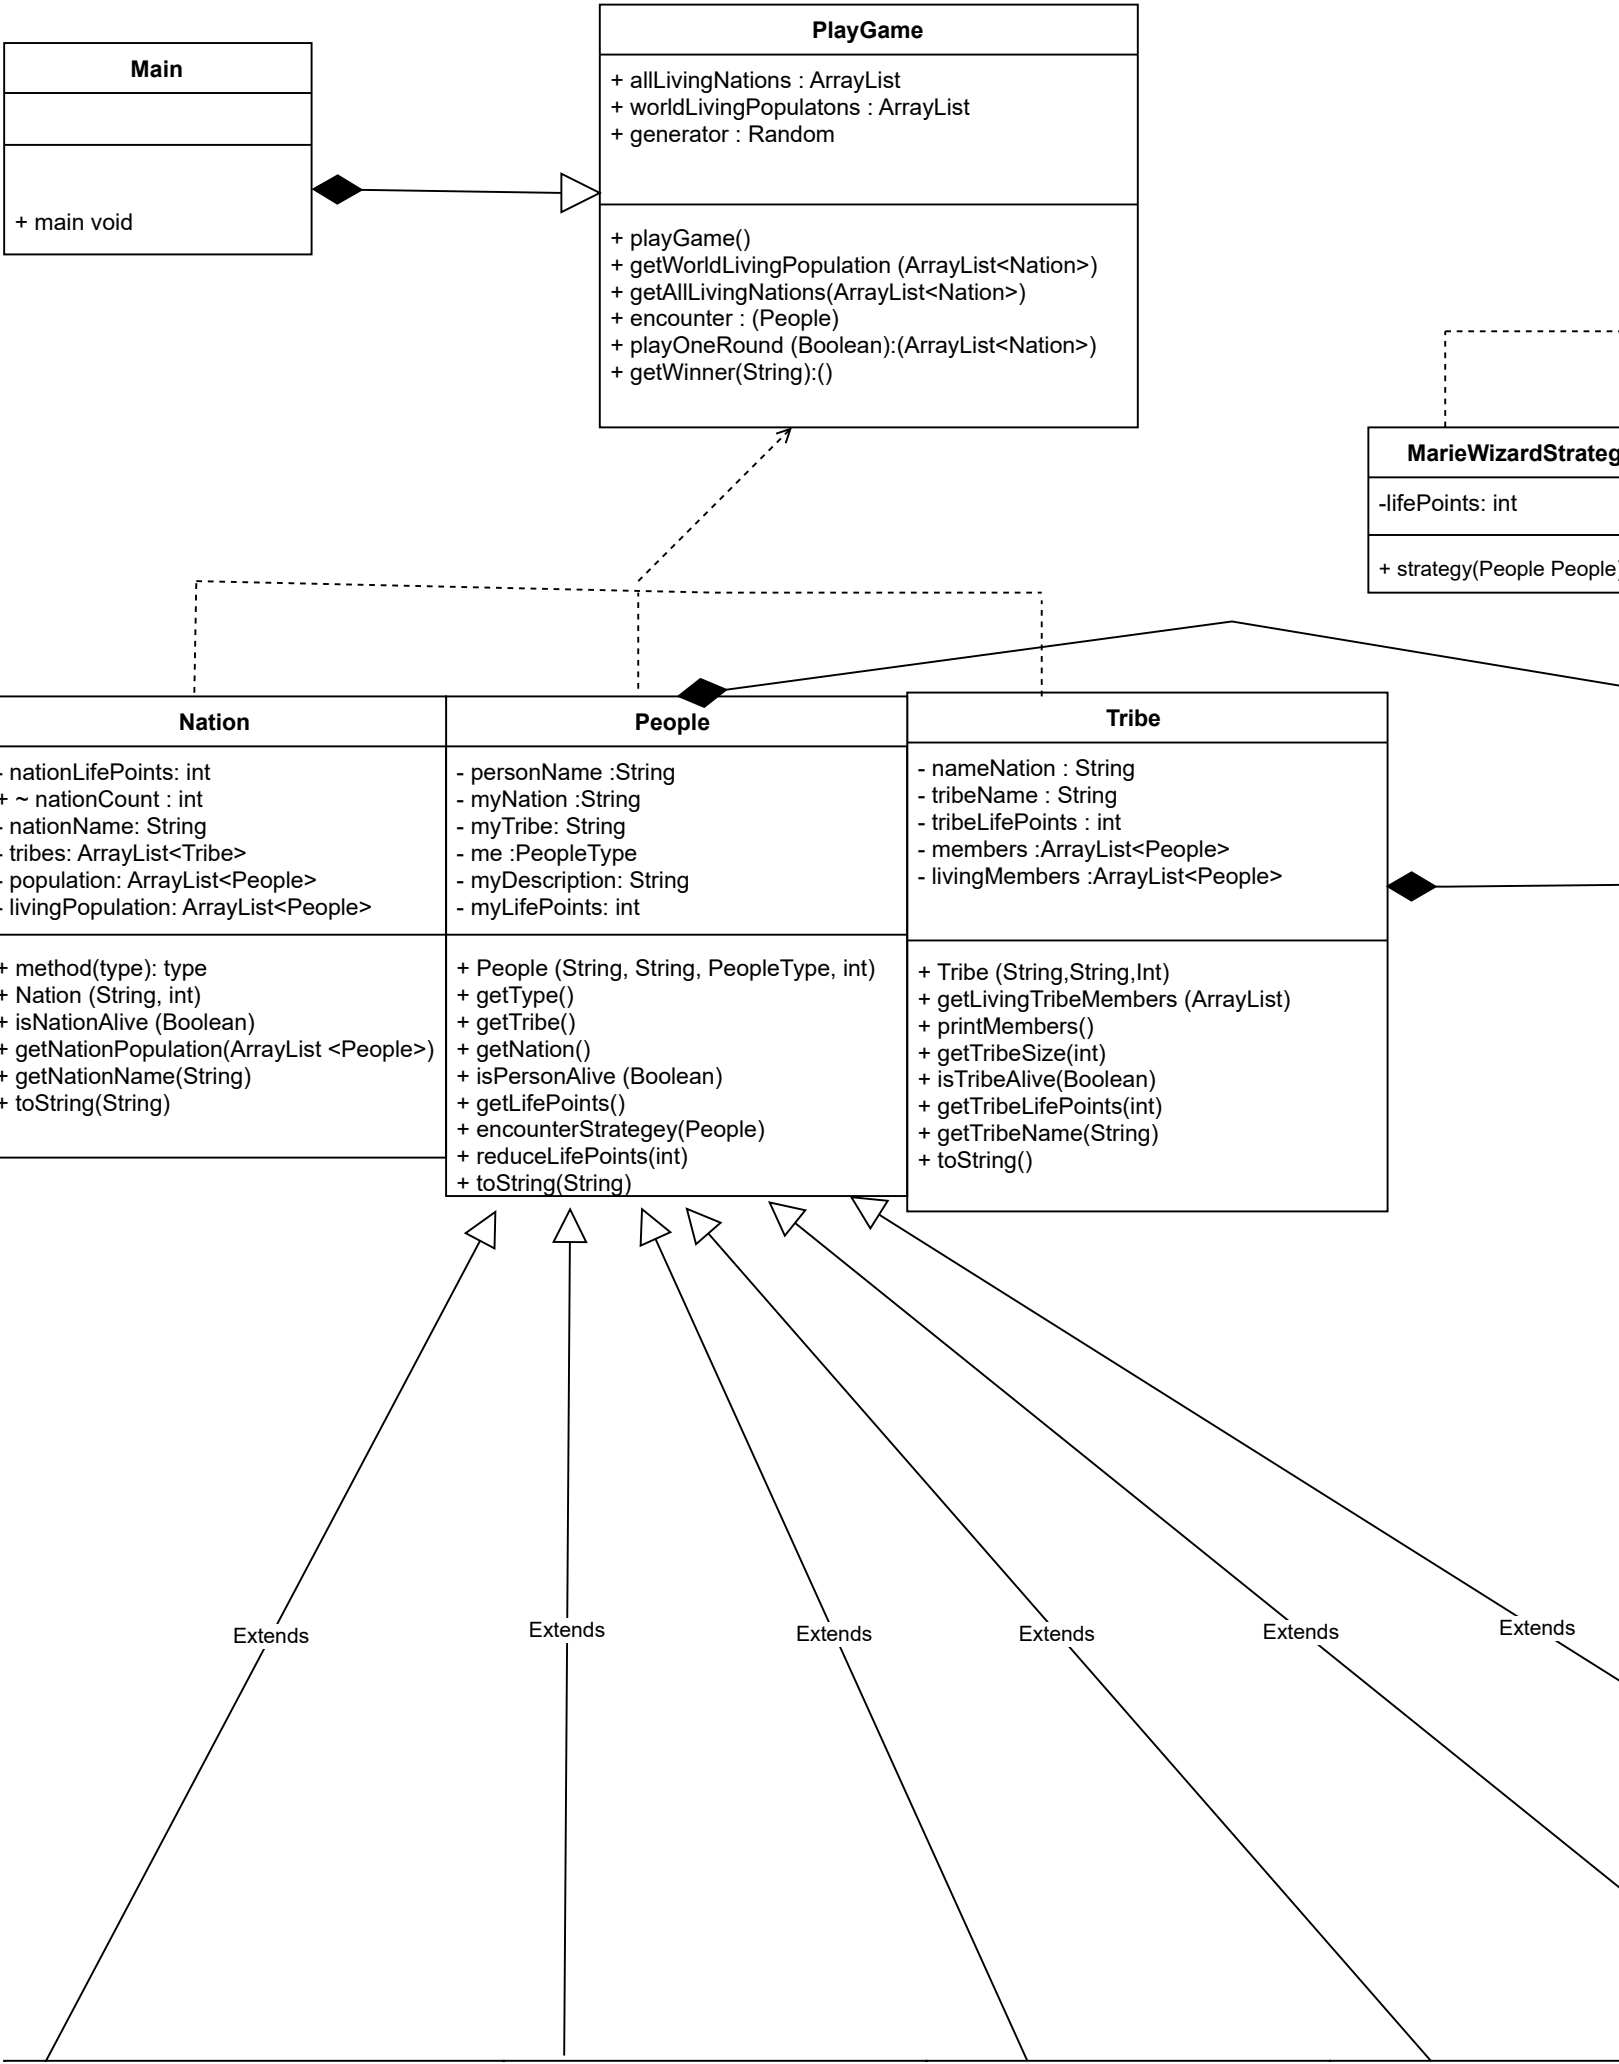 PlayGame
+ allLivingNations : ArrayList
+ worldLivingPopulatons : ArrayList
+ generator : Random
+ playGame()
+ getWorldLivingPopulation (ArrayList<Nation>)
+ getAllLivingNations(ArrayList<Nation>)
+ encounter : (People)
+ playOneRound (Boolean):(ArrayList<Nation>)
+ getWinner(String):()
Main
+ main void
MarieWizardStrateg
-lifePoints: int
+ strategy(People People)
Nation
- nationLifePoints: int
+ ~ nationCount : int
- nationName: String
- tribes: ArrayList<Tribe>
- population: ArrayList<People>
- livingPopulation: ArrayList<People>
+ method(type): type
+ Nation (String, int)
+ isNationAlive (Boolean)
+ getNationPopulation(ArrayList <People>)
+ getNationName(String)
+ toString(String)
People
- personName :String
- myNation :String
- myTribe: String
- me :PeopleType
- myDescription: String
- myLifePoints: int
+ People (String, String, PeopleType, int)
+ getType()
+ getTribe()
+ getNation()
+ isPersonAlive (Boolean)
+ getLifePoints()
+ encounterStrategey(People)
+ reduceLifePoints(int)
+ toString(String)
Tribe
- nameNation : String
- tribeName : String
- tribeLifePoints : int
- members :ArrayList<People>
- livingMembers :ArrayList<People>
+ Tribe (String,String,Int)
+ getLivingTribeMembers (ArrayList)
+ printMembers()
+ getTribeSize(int)
+ isTribeAlive(Boolean)
+ getTribeLifePoints(int)
+ getTribeName(String)
+ toString()
Extends
Extends
Extends
Extends
Extends
Extends